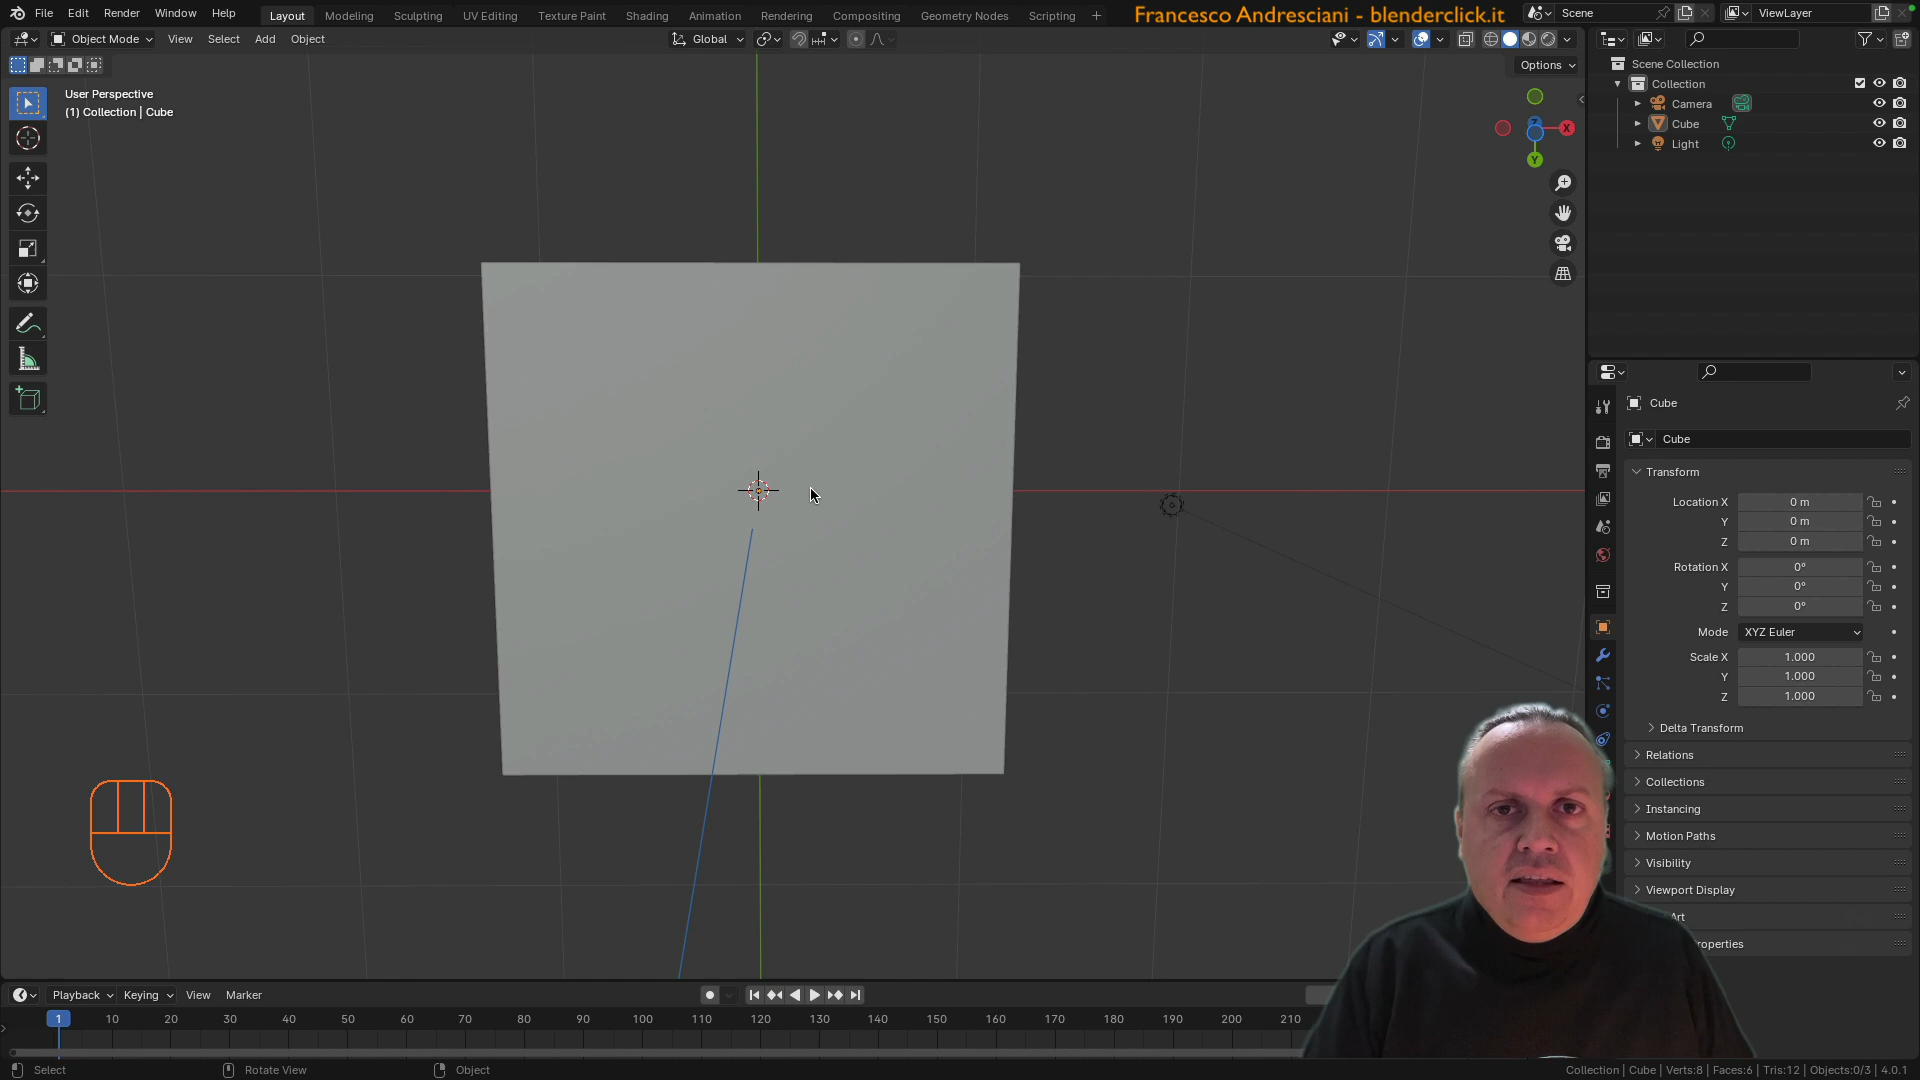 File Edit Render Window Help
Layout Modeling Sculpting UV Editing Texture Paint Shading Animation Rendering Compositing Geometry Nodes Scripting +
Francesco Andresciani - blenderclick.it
Scene
ViewLayer
Object Mode View Select Add Object
Global
Options
User Perspective
(1) Collection | Cube
X
Y
Z
Scene Collection
Collection
Camera
Cube
Light
Cube
Cube
Transform
Location X 0 m
Y 0 m
Z 0 m
Rotation X 0°
Y 0°
Z 0°
Mode XYZ Euler
Scale X 1.000
Y 1.000
Z 1.000
Delta Transform
Relations
Collections
Instancing
Motion Paths
Visibility
Viewport Display
Art
roperties
Playback Keying View Marker
1 10 20 30 40 50 60 70 80 90 100 110 120 130 140 150 160 170 180 190 200 210
Select Rotate View Object
Collection | Cube | Verts:8 | Faces:6 | Tris:12 | Objects:0/3 | 4.0.1